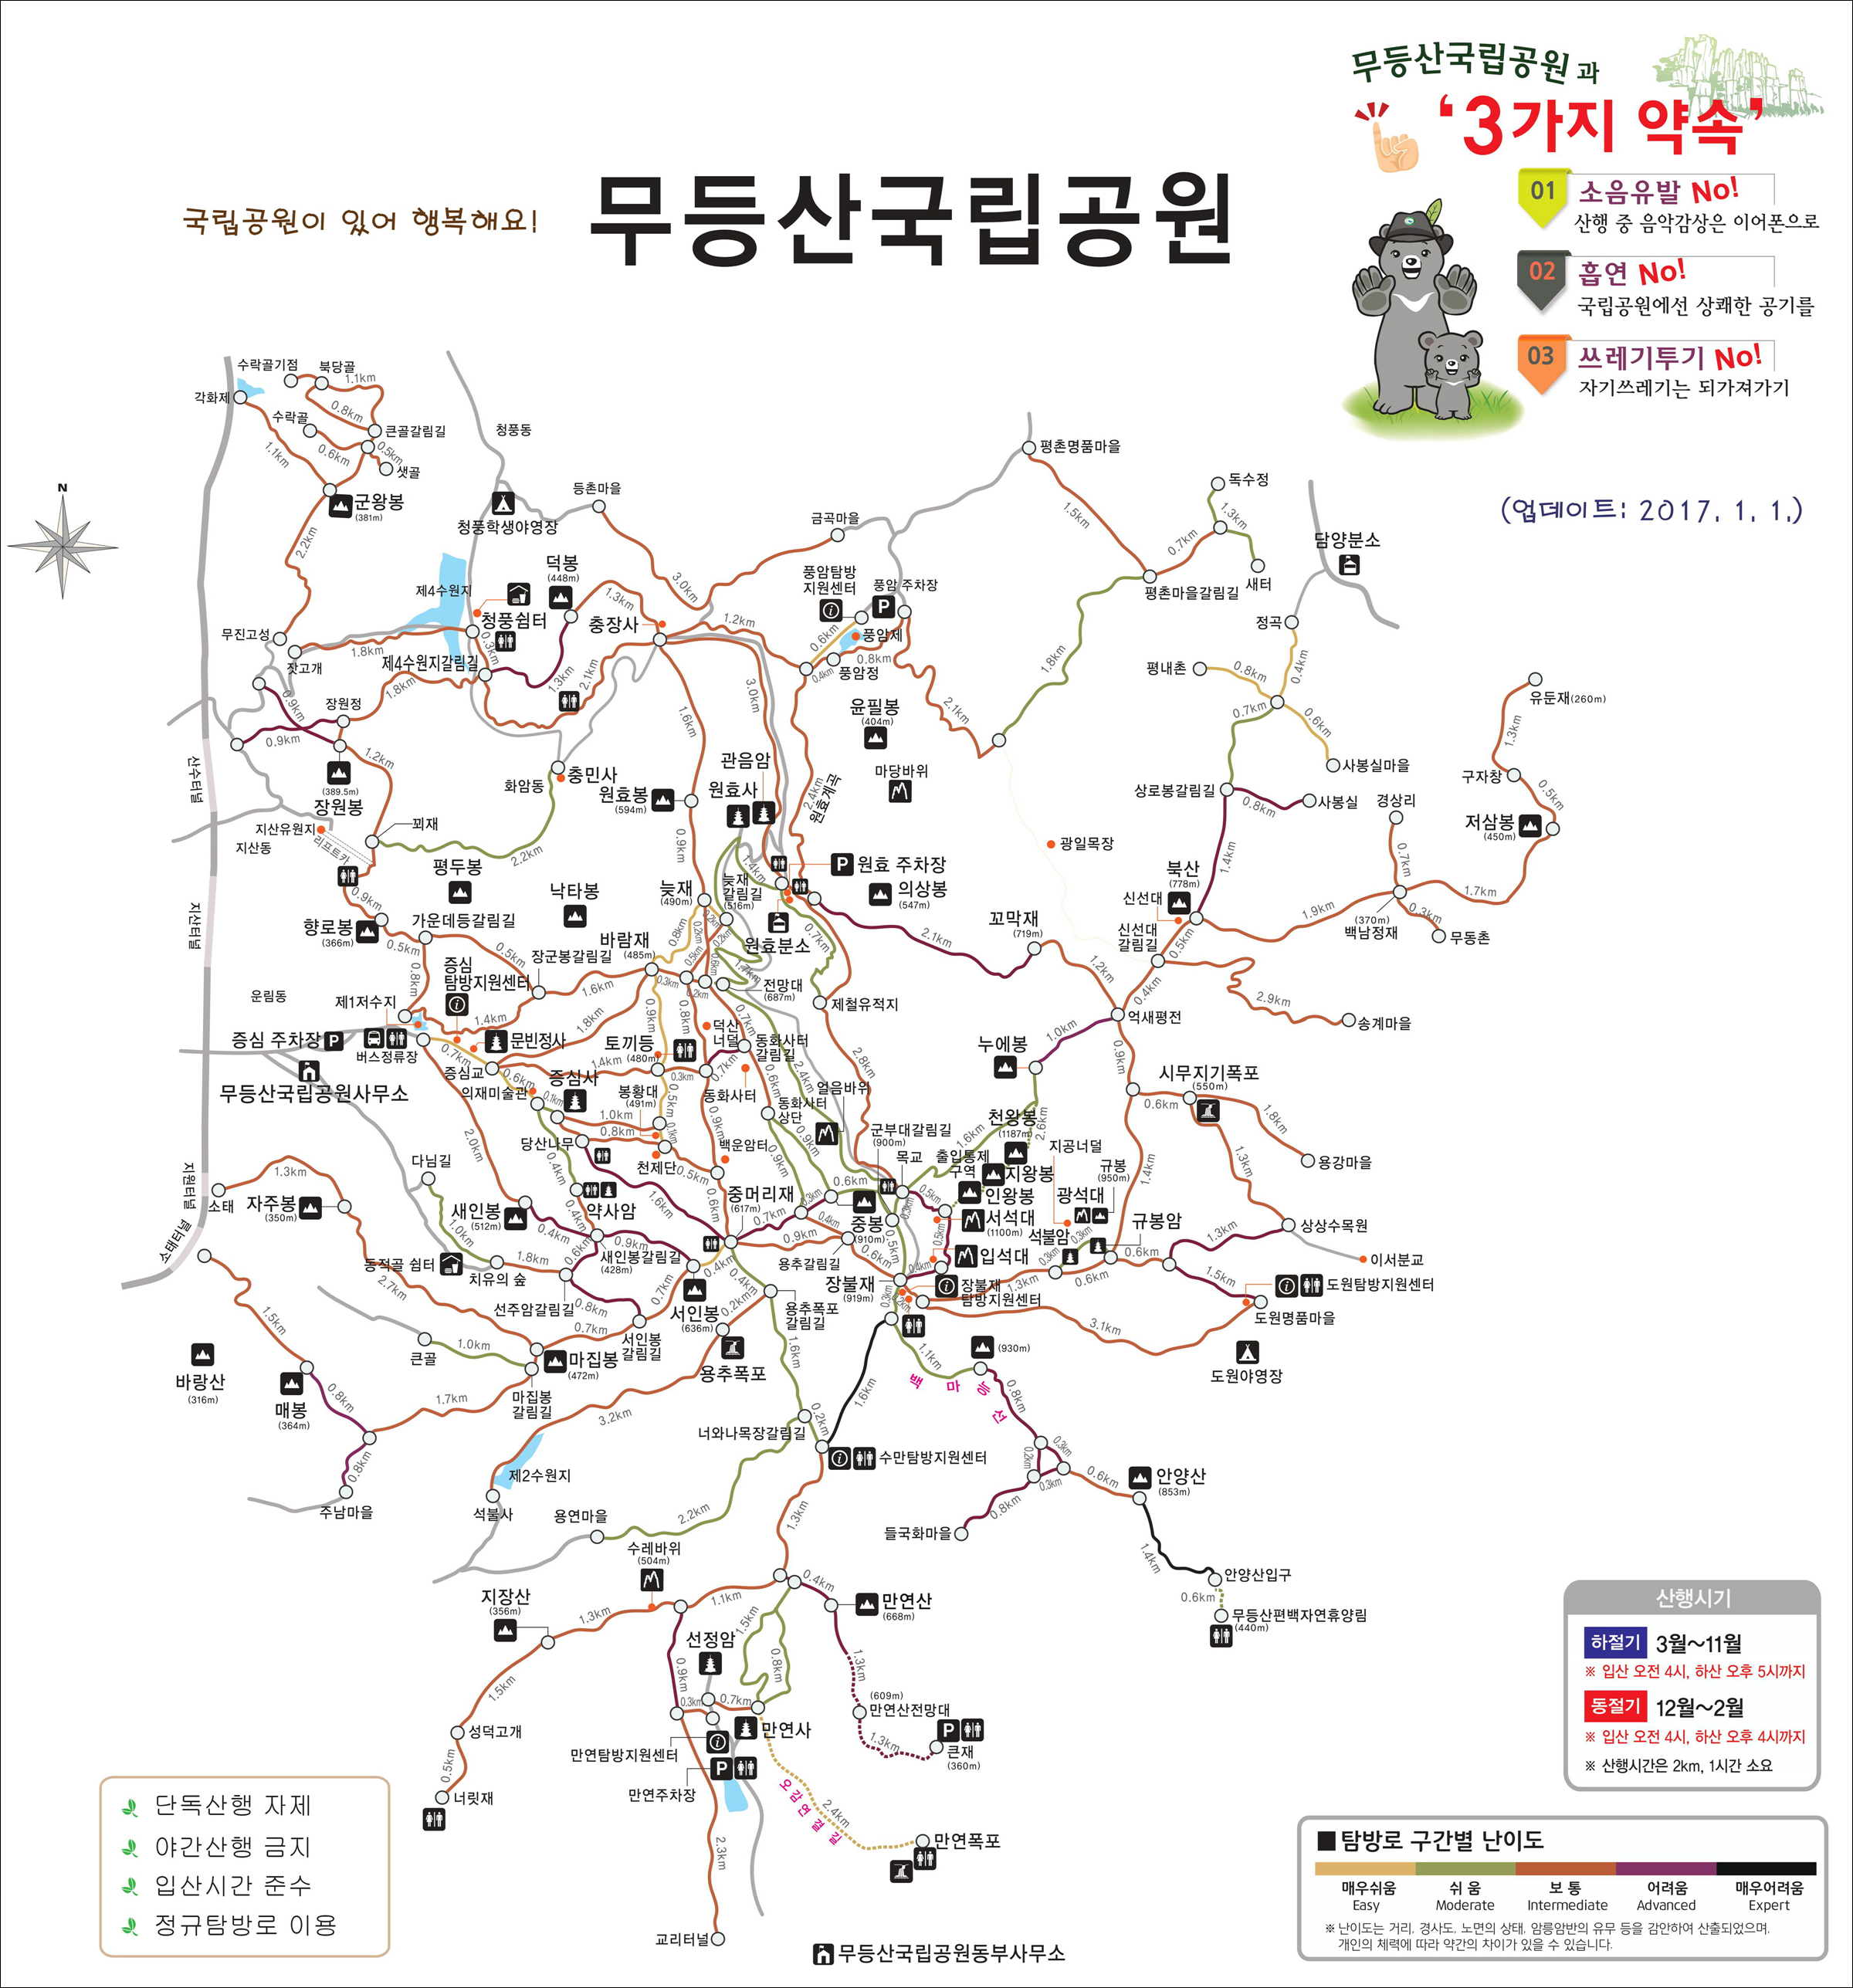 무등산국립공원과
‘3가지 약속’
01
소음유발 No!
산행 중 음악감상은 이어폰으로
02
흡연 No!
국립공원에선 상쾌한 공기를
03
쓰레기투기 No!
자기쓰레기는 되가져가기
국립공원이 있어 행복해요!
무등산국립공원
(업데이트: 2017. 1. 1.)
N
수락골기점
북당골
1.1km
각화제
0.8km
수락골
큰골갈림길
1.1km
0.6km
0.5km
샛골
군왕봉
(381m)
2.2km
청풍동
청풍학생야영장
등촌마을
금곡마을
평촌명품마을
1.5km
독수정
1.3km
0.7km
새터
평촌마을갈림길
담양분소
정곡
0.4km
평내촌
0.8km
0.7km
0.6km
사봉실마을
유둔재(260m)
1.3km
구자창
0.5km
저삼봉
(450m)
제4수원지
덕봉
(448m)
청풍쉼터
0.3km
1.3km
충장사
3.0km
1.2km
풍암탐방
지원센터
풍암 주차장
0.6km
풍암제
0.8km
0.4km
풍암정
무진고성
잣고개
1.8km
제4수원지갈림길
1.8km
1.3km
2.1km
3.0km
1.6km
윤필봉
(404m)
2.1km
1.8km
마당바위
0.9km
0.9km
장원정
1.2km
(389.5m)
장원봉
산수터널
화암동
충민사
원효봉
(594m)
관음암
원효사
2.4km
원효계곡
지산유원지
지산동
리프트카
꾀재
2.2km
0.9km
광일목장
상로봉갈림길
0.8km
사봉실
경상리
1.4km
0.7km
1.7km
평두봉
낙타봉
늦재
(490m)
늦재
갈림길
(516m)
1.4km
원효 주차장
의상봉
(547m)
원효분소
0.7km
2.1km
꼬막재
(719m)
북산
(778m)
신선대
신선대
갈림길
0.5km
1.9km
(370m)
백남정재
0.3km
무동촌
지산터널
0.9km
향로봉
(366m)
0.5km
가운데등갈림길
0.5km
0.8km
장군봉갈림길
바람재
(485m)
0.8km
0.2km
0.2km
0.2km
0.5km
0.6km
1.7km
0.3km
0.2km
전망대
(687m)
1.6km
1.2km
0.4km
2.9km
송계마을
운림동
증심
탐방지원센터
제1저수지
1.4km
1.8km
0.9km
0.8km
덕산
너덜
0.7km
제철유적지
억새평전
누에봉
1.0km
0.9km
증심 주차장
버스정류장
0.7km
문빈정사
증심교
토끼등
(480m)
1.4km
0.3km
0.7km
동화사터
갈림길
2.4km
2.8km
시무지기폭포
(550m)
0.6km
1.8km
용강마을
무등산국립공원사무소
의재미술관
0.6km
0.1km
증심사
1.0km
봉황대
(491m)
0.5km
0.1km
동화사터
0.6km
동화사터
상단
얼음바위
0.9km
천왕봉
(1187m)
2.6km
1.6km
2.0km
당산나무
0.8km
천제단
0.5km
0.9km
백운암터
0.9km
군부대갈림길
(900m)
목교
출입통제
구역
지왕봉
지공너덜
규봉
(950m)
1.4km
1.3km
지원터널
1.3km
소태
소태터널
자주봉
(350m)
다님길
새인봉
(512m)
1.0km
0.4km
0.4km
0.4km
약사암
1.6km
0.6km
중머리재
(617m)
0.7km
0.3km
0.6km
0.4km
중봉
(910m)
0.3km
0.5km
인왕봉
서석대
(1100m)
광석대
석불암
규봉암
상상수목원
이서분교
1.3km
동적골 쉼터
치유의 숲
1.8km
0.6km
0.9km
새인봉갈림길
(428m)
0.4km
0.9km
용추갈림길
0.6km
0.5km
0.5km
0.4km
입석대
0.3km
0.3km
0.6km
0.6km
1.5km
도원탐방지원센터
도원명품마을
2.7km
선주암갈림길
0.8km
0.7km
서인봉
(636m)
0.4km
0.2km
용추폭포
갈림길
장불재
(919m)
장불재
탐방지원센터
1.3km
0.3km
3.1km
도원야영장
1.5km
바랑산
(316m)
매봉
(364m)
큰골
1.0km
0.7km
서인봉
갈림길
마집봉
(472m)
마집봉
갈림길
용추폭포
1.6km
1.1km
(930m)
백마능선
0.8km
0.8km
1.7km
3.2km
1.6km
0.2km
너와나목장갈림길
수만탐방지원센터
0.3km
0.2km
0.3km
0.6km
안양산
(853m)
0.8km
주남마을
제2수원지
석불사
용연마을
2.2km
1.3km
0.8km
들국화마을
1.4km
안양산입구
0.6km
무등산편백자연휴양림
(440m)
수레바위
(504m)
지장산
(356m)
1.3km
1.1km
0.4km
만연산
(668m)
선정암
1.5km
0.8km
1.3km
1.5km
0.9km
0.3km
0.7km
(609m)
만연산전망대
성덕고개
만연사
만연탐방지원센터
1.3km
큰재
(360m)
0.5km
너릿재
만연주차장
오감연결길
2.4km
만연폭포
2.3km
교리터널
무등산국립공원동부사무소
단독산행 자제
야간산행 금지
입산시간 준수
정규탐방로 이용
산행시기
하절기 3월~11월
※ 입산 오전 4시, 하산 오후 5시까지
동절기 12월~2월
※ 입산 오전 4시, 하산 오후 4시까지
※ 산행시간은 2km, 1시간 소요
■탐방로 구간별 난이도
매우쉬움 쉬 움 보 통 어려움 매우어려움
Easy Moderate Intermediate Advanced Expert
※ 난이도는 거리, 경사도, 노면의 상태, 암릉암반의 유무 등을 감안하여 산출되었으며,
개인의 체력에 따라 약간의 차이가 있을 수 있습니다.